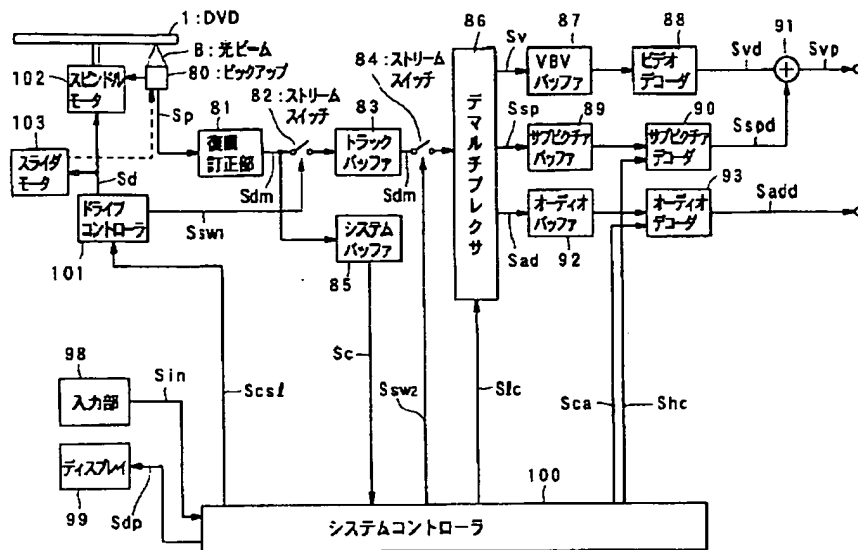 1:DVD
B:光ビーム
80:ピックアップ
102
スピンドル
モータ
103
スライダ
モータ
Sd
Sp
81
復調
訂正部
Sdm
82:ストリーム
スイッチ
83
トラック
バッファ
Sdm
84:ストリーム
スイッチ
ドライブ
コントローラ
101
Ssw1
システム
バッファ
85
86
デマルチプレクサ
Sv
87
VBV
バッファ
88
ビデオ
デコーダ
Svd
91
Svp
Ssp
89
サブピクチャ
バッファ
90
サブピクチャ
デコーダ
Sspd
Sad
オーディオ
バッファ
92
オーディオ
デコーダ
93
Sadd
98
入力部
Sin
ディスプレイ
99
Sdp
Scsl
Sc
Ssw2
Slc
Sca
Shc
100
システムコントローラ